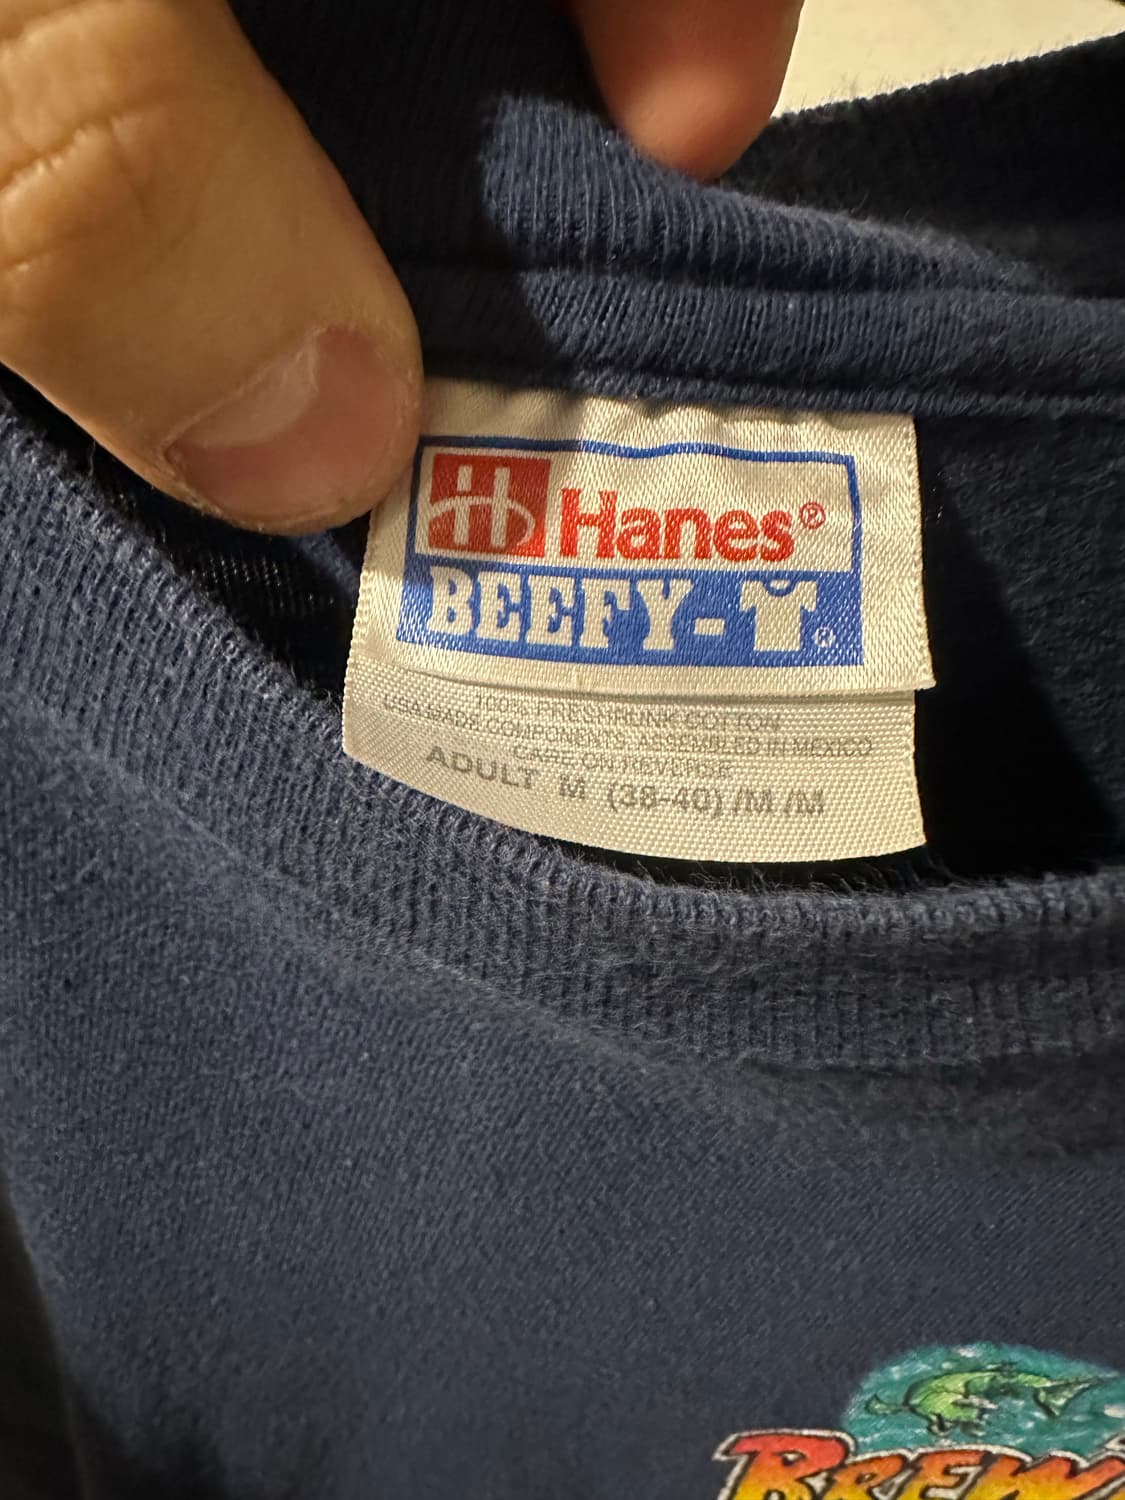 Hanes®
BEEFY-T®
100% PRESHRUNK COTTON
USA MADE COMPONENTS. ASSEMBLED IN MEXICO
CARE ON REVERSE
ADULT M (38-40) /M /M